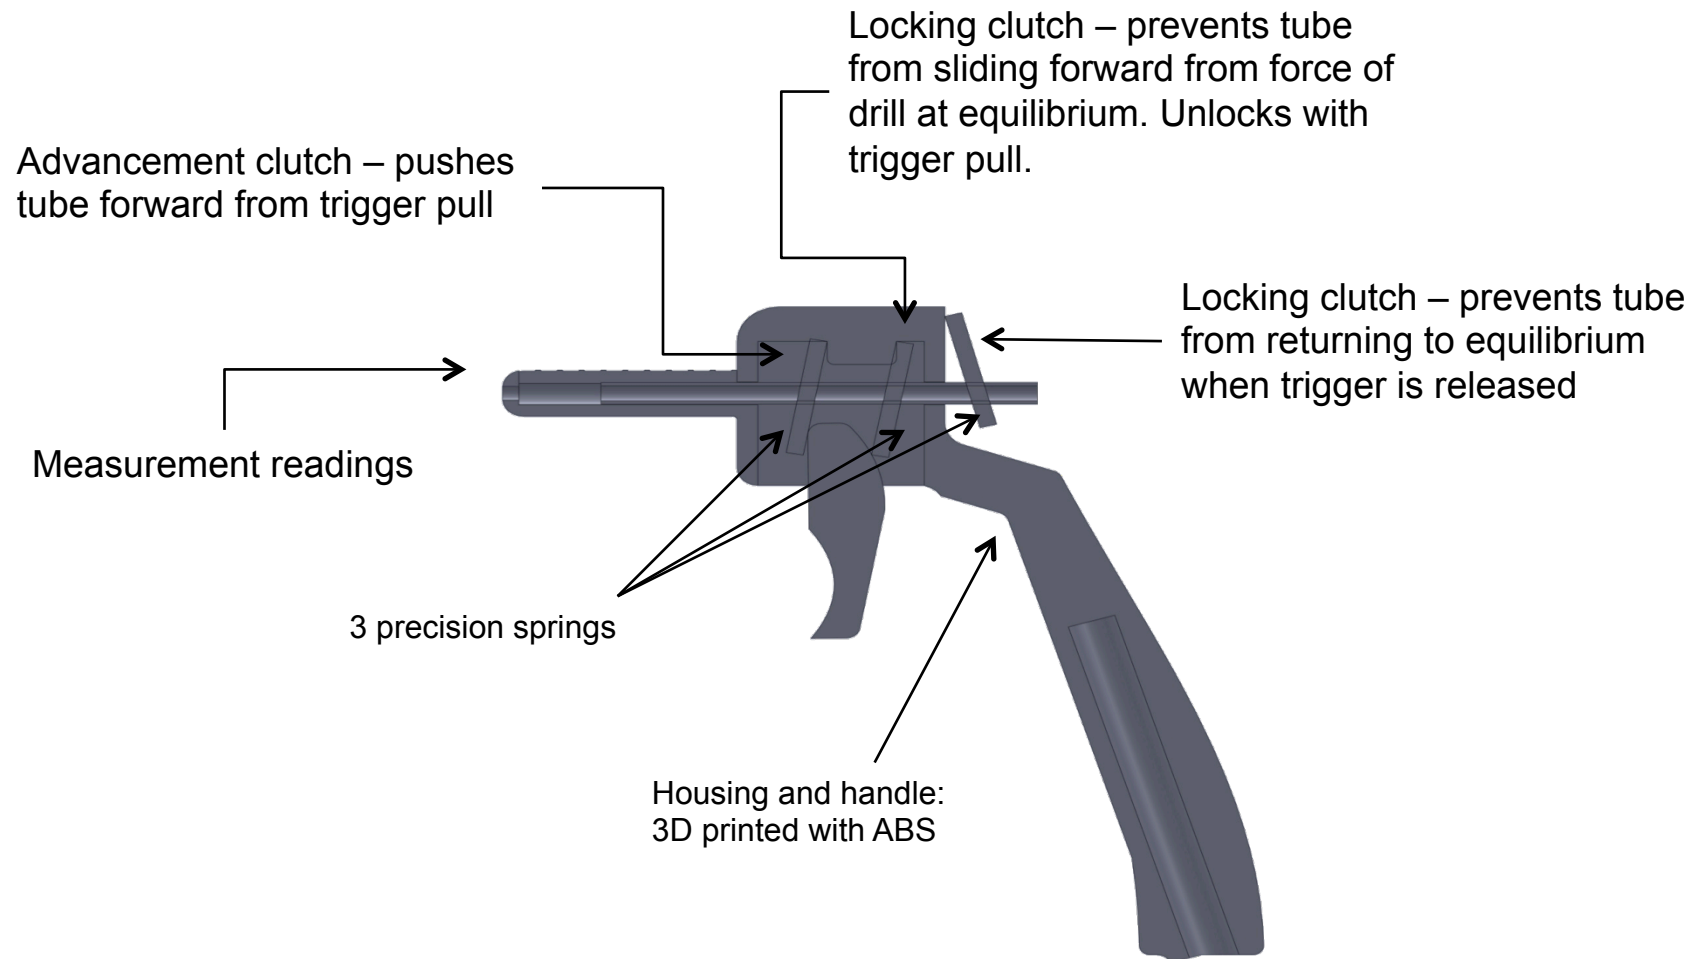 Locking clutch – prevents tube
from sliding forward from force of
drill at equilibrium. Unlocks with
trigger pull.
Advancement clutch – pushes
tube forward from trigger pull
Locking clutch – prevents tube
from returning to equilibrium
when trigger is released
Measurement readings
3 precision springs
Housing and handle:
3D printed with ABS